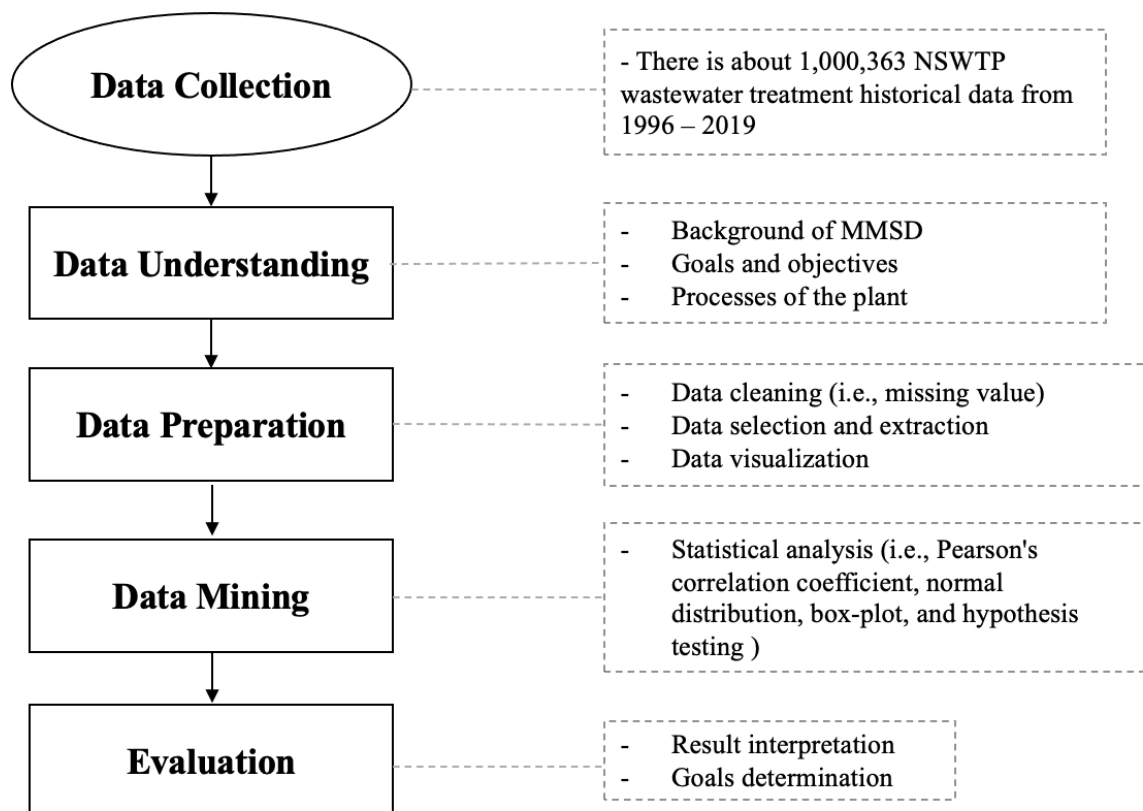 Data Collection
- There is about 1,000,363 NSWTP
wastewater treatment historical data from
1996 – 2019
Data Understanding
- Background of MMSD
- Goals and objectives
- Processes of the plant
Data Preparation
- Data cleaning (i.e., missing value)
- Data selection and extraction
- Data visualization
Data Mining
- Statistical analysis (i.e., Pearson's
correlation coefficient, normal
distribution, box-plot, and hypothesis
testing )
Evaluation
- Result interpretation
- Goals determination